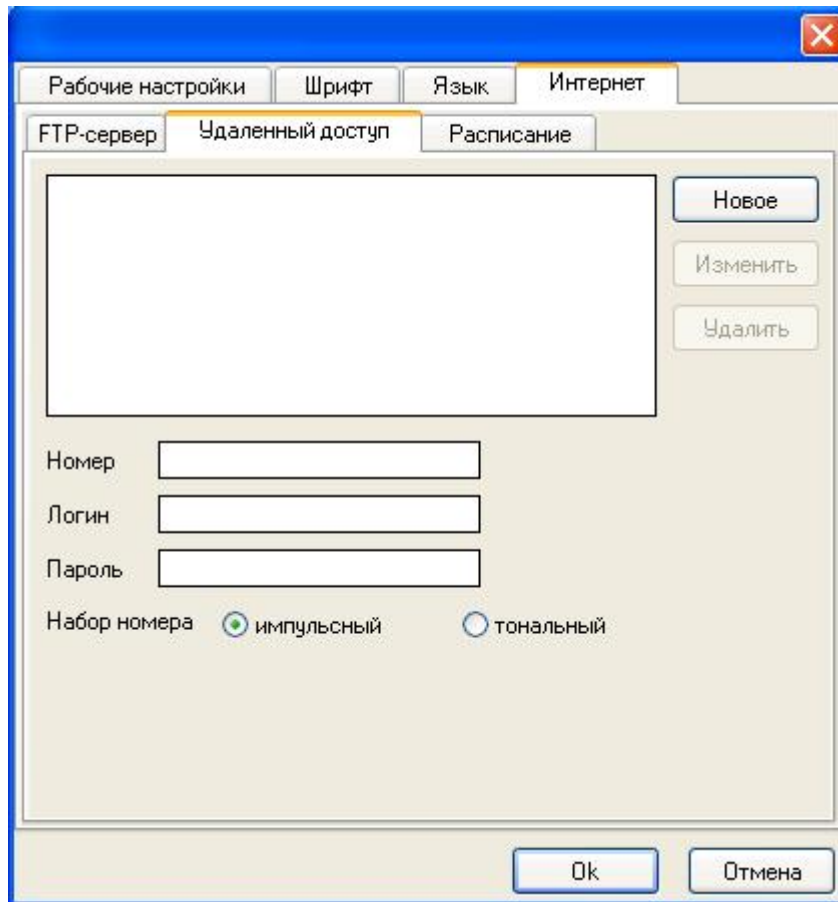 Рабочие настройки Шрифт Язык Интернет
FTP-сервер Удаленный доступ Расписание
Новое
Изменить
Удалить
Номер
Логин
Пароль
Набор номера импульсный тональный
Ok Отмена